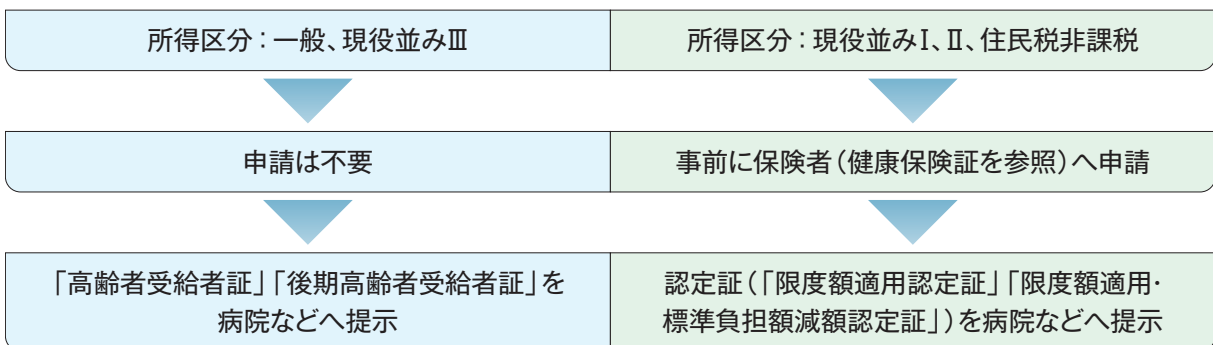 所得区分：一般、現役並みⅢ
所得区分：現役並みⅠ、Ⅱ、住民税非課税
申請は不要
事前に保険者（健康保険証を参照）へ申請
「高齢者受給者証」「後期高齢者受給者証」を
病院などへ提示
認定証（「限度額適用認定証」「限度額適用・
標準負担額減額認定証」）を病院などへ提示